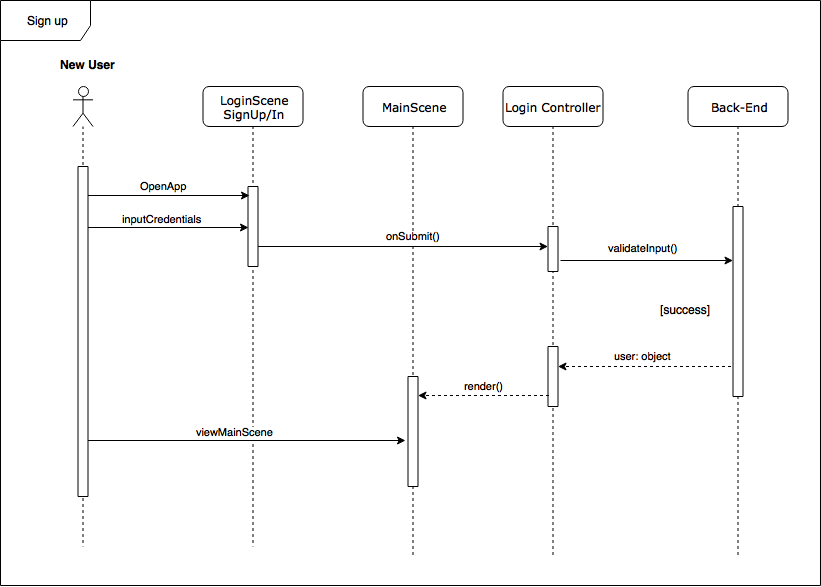 Sign up
New User
LoginScene
SignUp/In
MainScene
Login Controller
Back-End
OpenApp
inputCredentials
onSubmit()
validateInput()
[success]
user: object
render()
viewMainScene